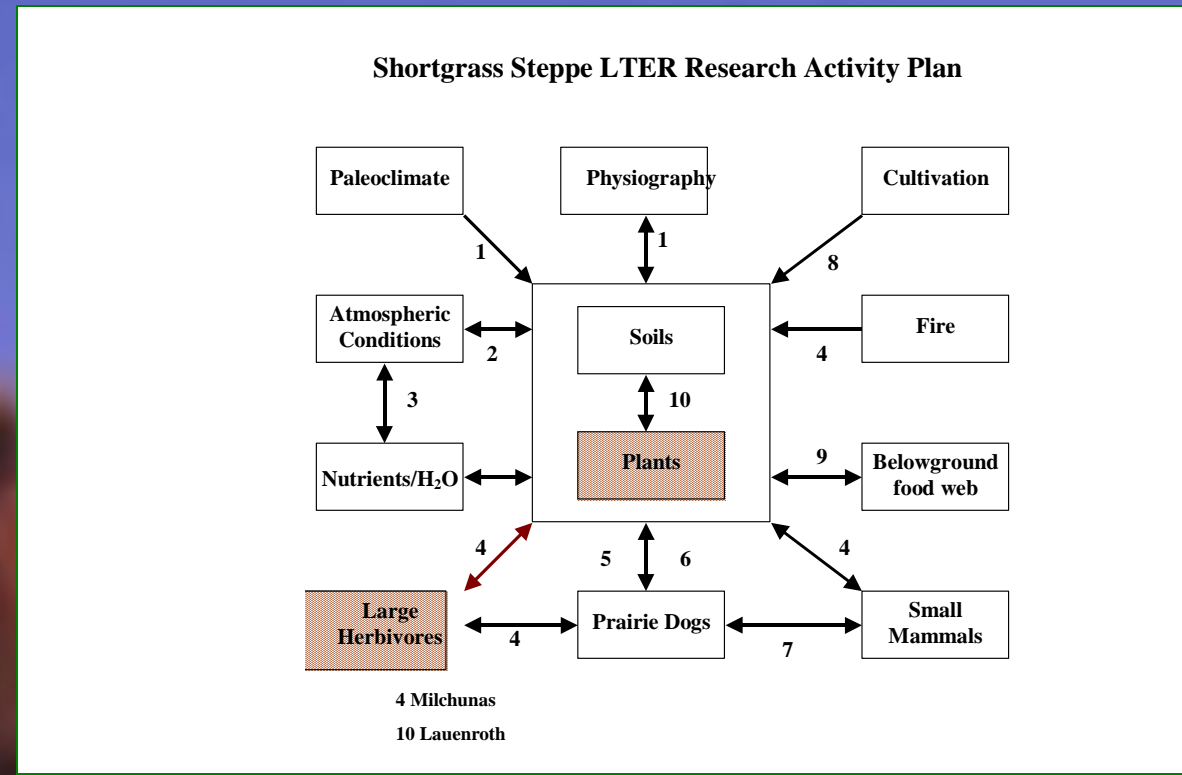 Shortgrass Steppe LTER Research Activity Plan
Paleoclimate
Physiography
Cultivation
1
1
8
Atmospheric
Conditions
2
Soils
4
Fire
3
10
Nutrients/H₂O
Plants
9
Belowground
food web
4
5
6
4
Large
Herbivores
4
Prairie Dogs
7
Small
Mammals
4 Milchunas
10 Lauenroth